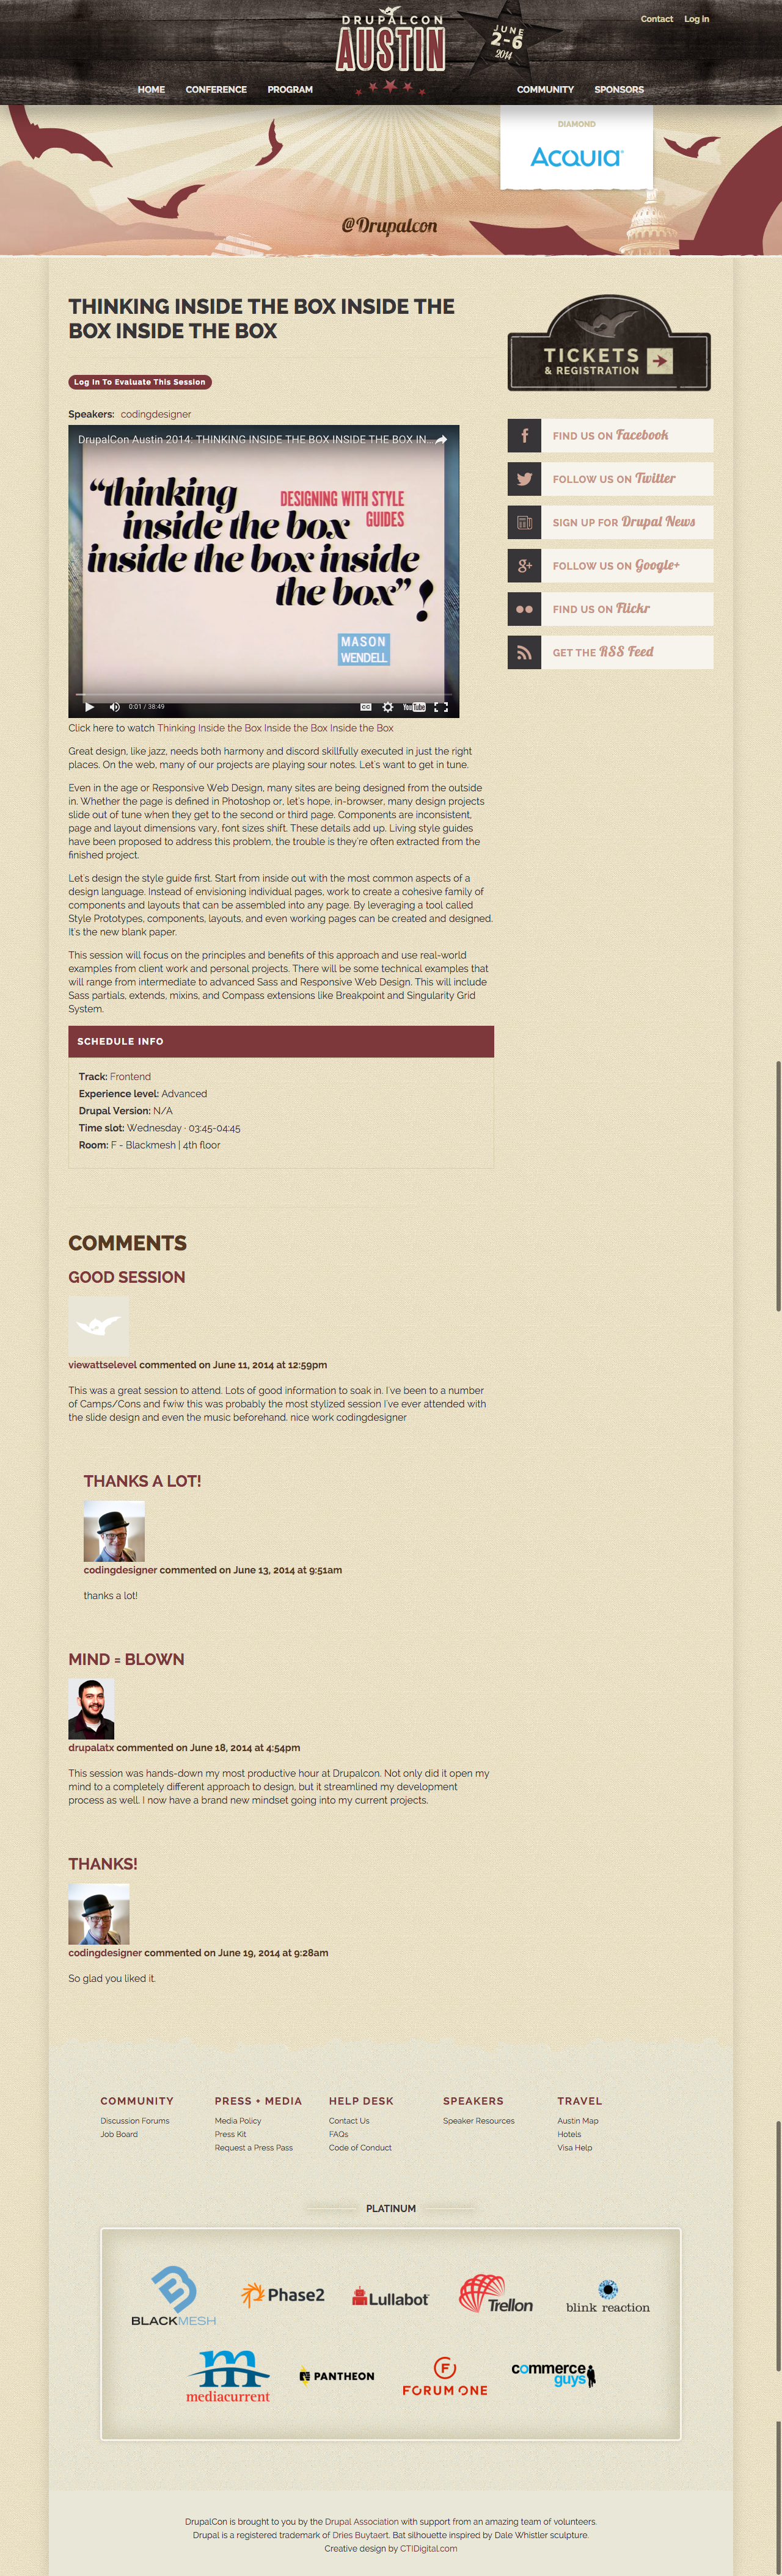 DRUPALCON
AUSTIN
JUNE
2-6
2014
Contact Log in
HOME CONFERENCE PROGRAM COMMUNITY SPONSORS
DIAMOND
Acquia
@Drupalcon
THINKING INSIDE THE BOX INSIDE THE
BOX INSIDE THE BOX
Log In To Evaluate This Session
Speakers: codingdesigner
DrupalCon Austin 2014: THINKING INSIDE THE BOX INSIDE THE BOX IN...
"thinking
inside the box
inside the box inside
the box"!
DESIGNING WITH STYLE
GUIDES
MASON
WENDELL
0:01 / 38:49
CC
YouTube
Click here to watch Thinking Inside the Box Inside the Box Inside the Box
Great design, like jazz, needs both harmony and discord skillfully executed in just the right
places. On the web, many of our projects are playing sour notes. Let's want to get in tune.
Even in the age or Responsive Web Design, many sites are being designed from the outside
in. Whether the page is defined in Photoshop or, let's hope, in-browser, many design projects
slide out of tune when they get to the second or third page. Components are inconsistent,
page and layout dimensions vary, font sizes shift. These details add up. Living style guides
have been proposed to address this problem, the trouble is they're often extracted from the
finished project.
Let's design the style guide first. Start from inside out with the most common aspects of a
design language. Instead of envisioning individual pages, work to create a cohesive family of
components and layouts that can be assembled into any page. By leveraging a tool called
Style Prototypes, components, layouts, and even working pages can be created and designed.
It's the new blank paper.
This session will focus on the principles and benefits of this approach and use real-world
examples from client work and personal projects. There will be some technical examples that
will range from intermediate to advanced Sass and Responsive Web Design. This will include
Sass partials, extends, mixins, and Compass extensions like Breakpoint and Singularity Grid
System.
SCHEDULE INFO
Track: Frontend
Experience level: Advanced
Drupal Version: N/A
Time slot: Wednesday · 03:45-04:45
Room: F - Blackmesh | 4th floor
TICKETS
& REGISTRATION
FIND US ON Facebook
FOLLOW US ON Twitter
SIGN UP FOR Drupal News
FOLLOW US ON Google+
FIND US ON Flickr
GET THE RSS Feed
COMMENTS
GOOD SESSION
viewattselevel commented on June 11, 2014 at 12:59pm
This was a great session to attend. Lots of good information to soak in. I've been to a number
of Camps/Cons and fwiw this was probably the most stylized session I've ever attended with
the slide design and even the music beforehand. nice work codingdesigner
THANKS A LOT!
codingdesigner commented on June 13, 2014 at 9:51am
thanks a lot!
MIND = BLOWN
drupalatx commented on June 18, 2014 at 4:54pm
This session was hands-down my most productive hour at Drupalcon. Not only did it open my
mind to a completely different approach to design, but it streamlined my development
process as well. I now have a brand new mindset going into my current projects.
THANKS!
codingdesigner commented on June 19, 2014 at 9:28am
So glad you liked it.
COMMUNITY
Discussion Forums
Job Board
PRESS + MEDIA
Media Policy
Press Kit
Request a Press Pass
HELP DESK
Contact Us
FAQs
Code of Conduct
SPEAKERS
Speaker Resources
TRAVEL
Austin Map
Hotels
Visa Help
PLATINUM
BLACKMESH
Phase2
Lullabot
Trellon
blink reaction
mediacurrent
PANTHEON
FORUM ONE
commerce
guys
DrupalCon is brought to you by the Drupal Association with support from an amazing team of volunteers.
Drupal is a registered trademark of Dries Buytaert. Bat silhouette inspired by Dale Whistler sculpture.
Creative design by CTIDigital.com